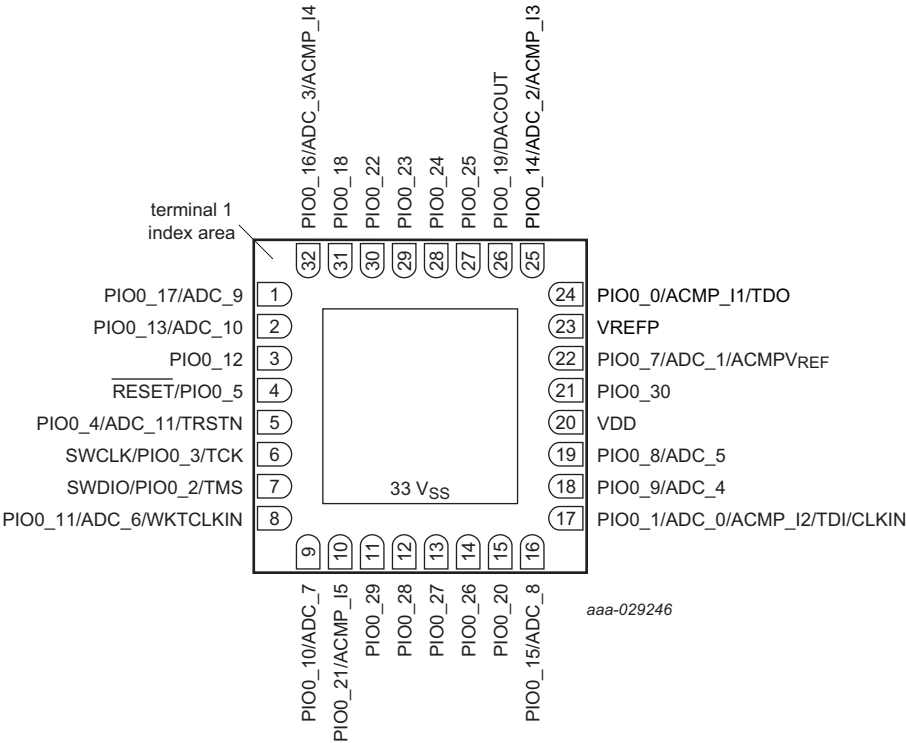 PIO0_16/ADC_3/ACMP_I4
PIO0_18
PIO0_22
PIO0_23
PIO0_24
PIO0_25
PIO0_19/DACOUT
PIO0_14/ADC_2/ACMP_I3
terminal 1
index area
32
31
30
29
28
27
26
25
PIO0_17/ADC_9 1
PIO0_13/ADC_10 2
PIO0_12 3
RESET/PIO0_5 4
PIO0_4/ADC_11/TRSTN 5
SWCLK/PIO0_3/TCK 6
SWDIO/PIO0_2/TMS 7
PIO0_11/ADC_6/WKTCLKIN 8
24 PIO0_0/ACMP_I1/TDO
23 VREFP
22 PIO0_7/ADC_1/ACMPVREF
21 PIO0_30
20 VDD
19 PIO0_8/ADC_5
18 PIO0_9/ADC_4
17 PIO0_1/ADC_0/ACMP_I2/TDI/CLKIN
33 VSS
9
10
11
12
13
14
15
16
PIO0_10/ADC_7
PIO0_21/ACMP_I5
PIO0_29
PIO0_28
PIO0_27
PIO0_26
PIO0_20
PIO0_15/ADC_8
aaa-029246